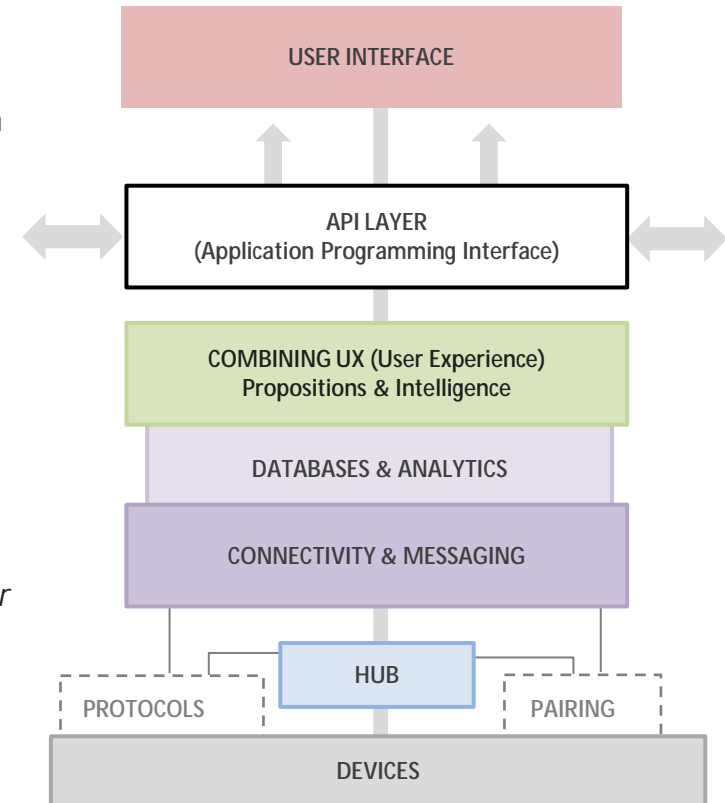 USER INTERFACE
API LAYER
(Application Programming Interface)
COMBINING UX (User Experience)
Propositions & Intelligence
DATABASES & ANALYTICS
CONNECTIVITY & MESSAGING
r
HUB
PROTOCOLS
PAIRING
DEVICES